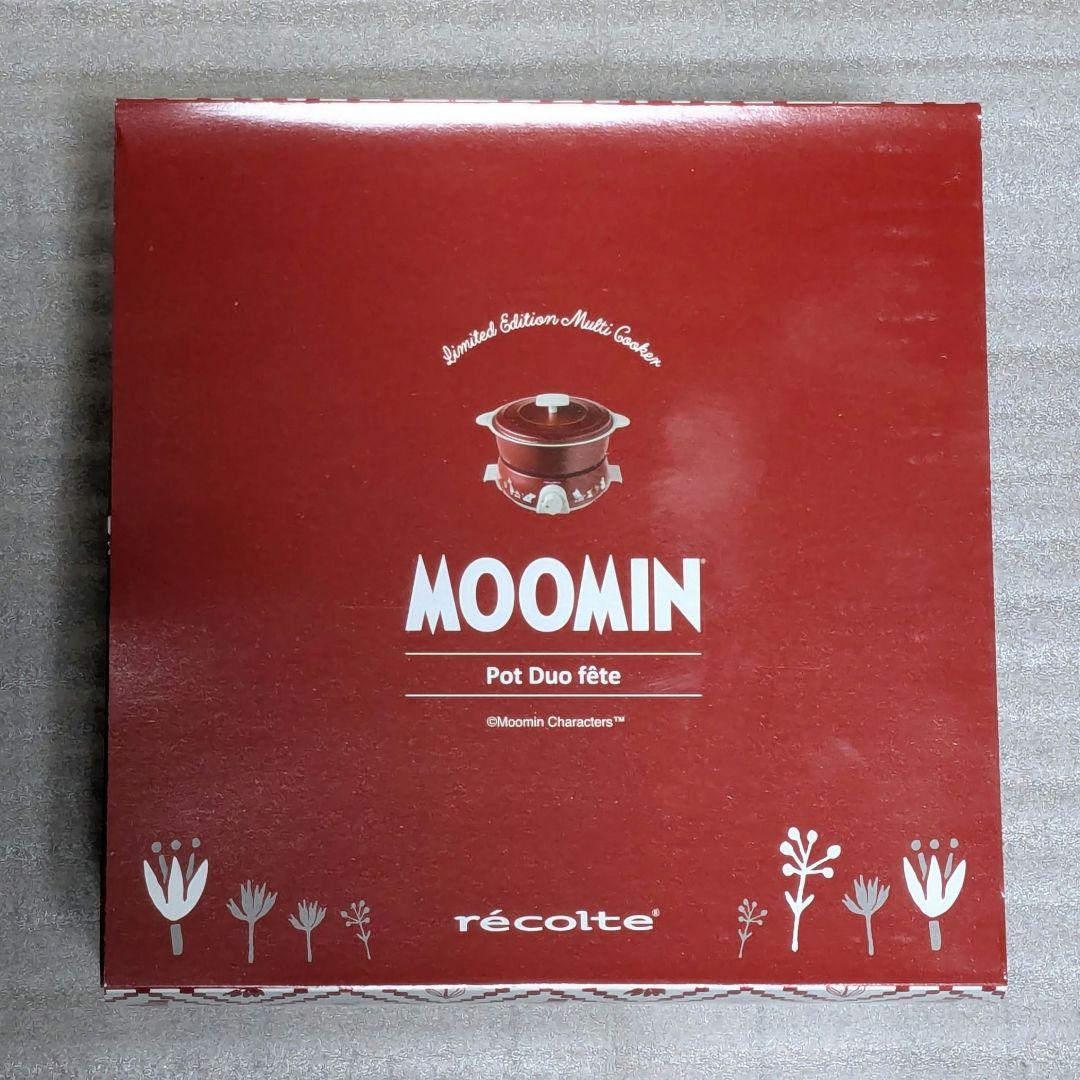 Limited Edition Multi Cooker
MOOMIN
Pot Duo fête
©Moomin Characters™
récolte®